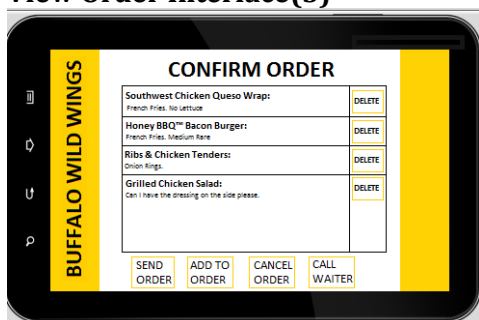 View Order Interface(s)
BUFFALO WILD WINGS
CONFIRM ORDER
Southwest Chicken Queso Wrap:
French Fries. No Lettuce
DELETE
Honey BBQ™ Bacon Burger:
French Fries. Medium Rare
DELETE
Ribs & Chicken Tenders:
Onion Rings.
DELETE
Grilled Chicken Salad:
Can I have the dressing on the side please.
DELETE
SEND
ORDER
ADD TO
ORDER
CANCEL
ORDER
CALL
WAITER